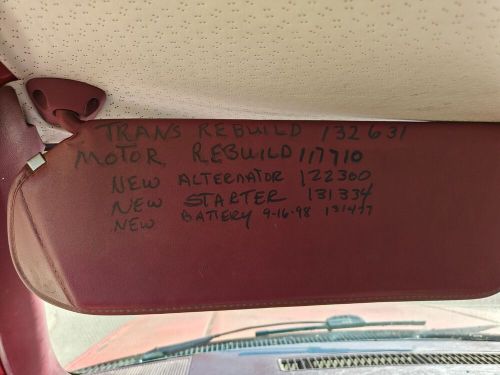 TRANS REBUILD 132631
MOTOR, REBUILD 117710
NEW ALTERNATOR 122300
NEW STARTER 131334
NEW BATTERY 9-16-98 131477